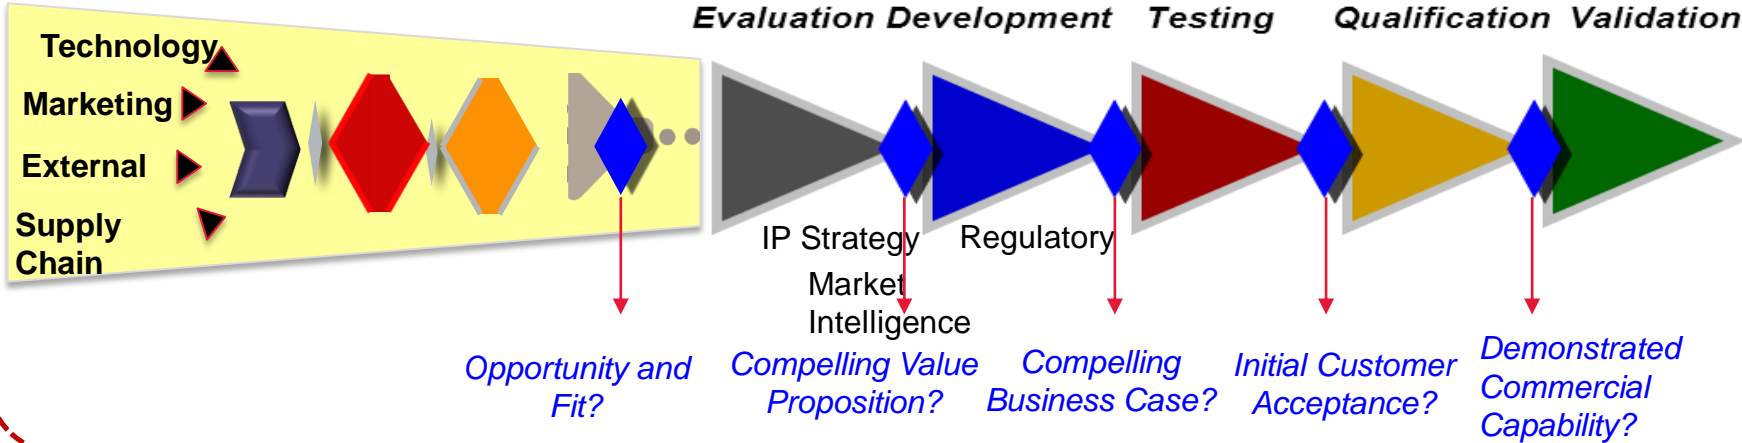 Evaluation Development Testing Qualification Validation
Technology
Marketing
External
Supply
Chain
IP Strategy
Regulatory
Market
Intelligence
Opportunity and
Fit?
Compelling Value
Proposition?
Compelling
Business Case?
Initial Customer
Acceptance?
Demonstrated
Commercial
Capability?